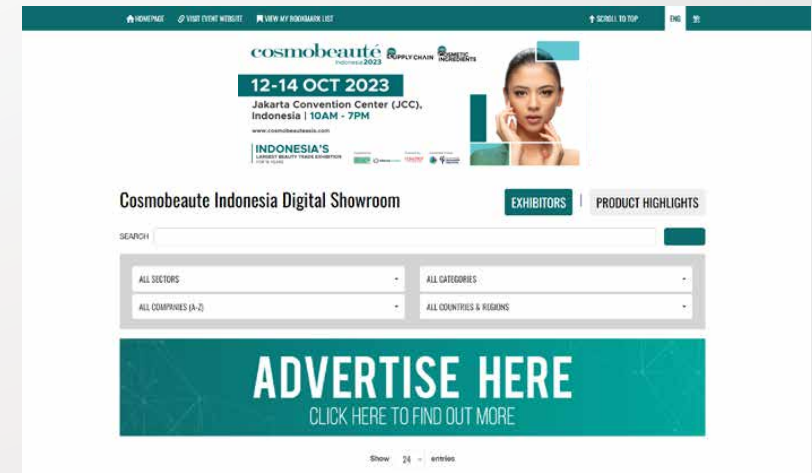 HOMEPAGE VISIT EVENT WEBSITE VIEW MY BOOKMARK LIST SCROLL TO TOP ENG 繁
cosmobeauté
Indonesia 2023
SUPPLY CHAIN
COSMETIC
INGREDIENTS
12-14 OCT 2023
Jakarta Convention Center (JCC),
Indonesia | 10AM - 7PM
www.cosmobeauteasia.com
INDONESIA'S
LARGEST BEAUTY TRADE EXHIBITION
Cosmobeaute Indonesia Digital Showroom
EXHIBITORS | PRODUCT HIGHLIGHTS
SEARCH
ALL SECTORS
ALL CATEGORIES
ALL COMPANIES (A-Z)
ALL COUNTRIES & REGIONS
ADVERTISE HERE
CLICK HERE TO FIND OUT MORE
Show 24 entries